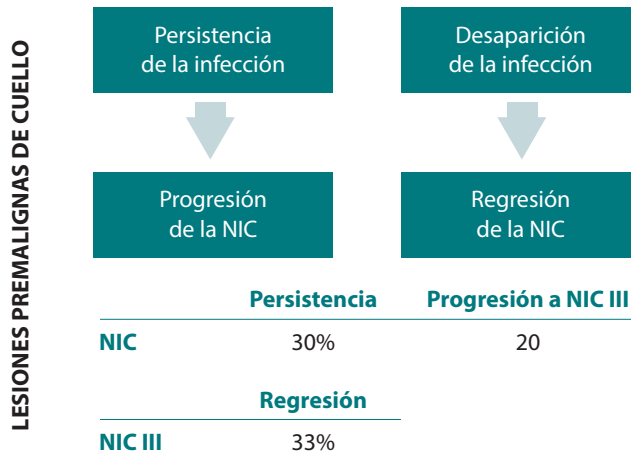 LESIONES PREMALIGNAS DE CUELLO
Persistencia
de la infección
Desaparición
de la infección
Progresión
de la NIC
Regresión
de la NIC
Persistencia Progresión a NIC III
NIC 30% 20
Regresión
NIC III 33%